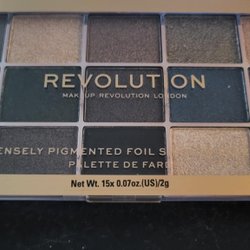 REVOLUTION
MAKEUP REVOLUTION LONDON
ENSELY PIGMENTED FOIL S
PALETTE DE FARD
Net Wt. 15x 0.07oz.(US)/2g